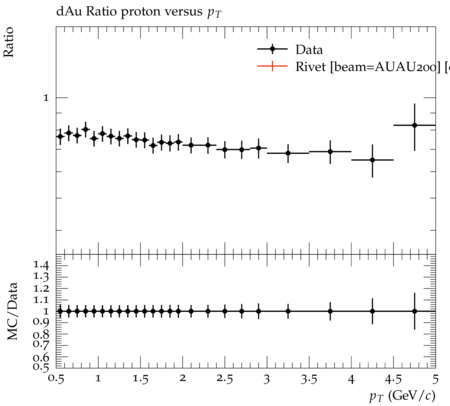 dAu Ratio proton versus p_T
Ratio
Data
Rivet [beam=AUAU200] [
1
MC/Data
1.4
1.3
1.2
1.1
1
0.9
0.8
0.7
0.6
0.5
0.5 1 1.5 2 2.5 3 3.5 4 4.5 5
p_T (GeV/c)